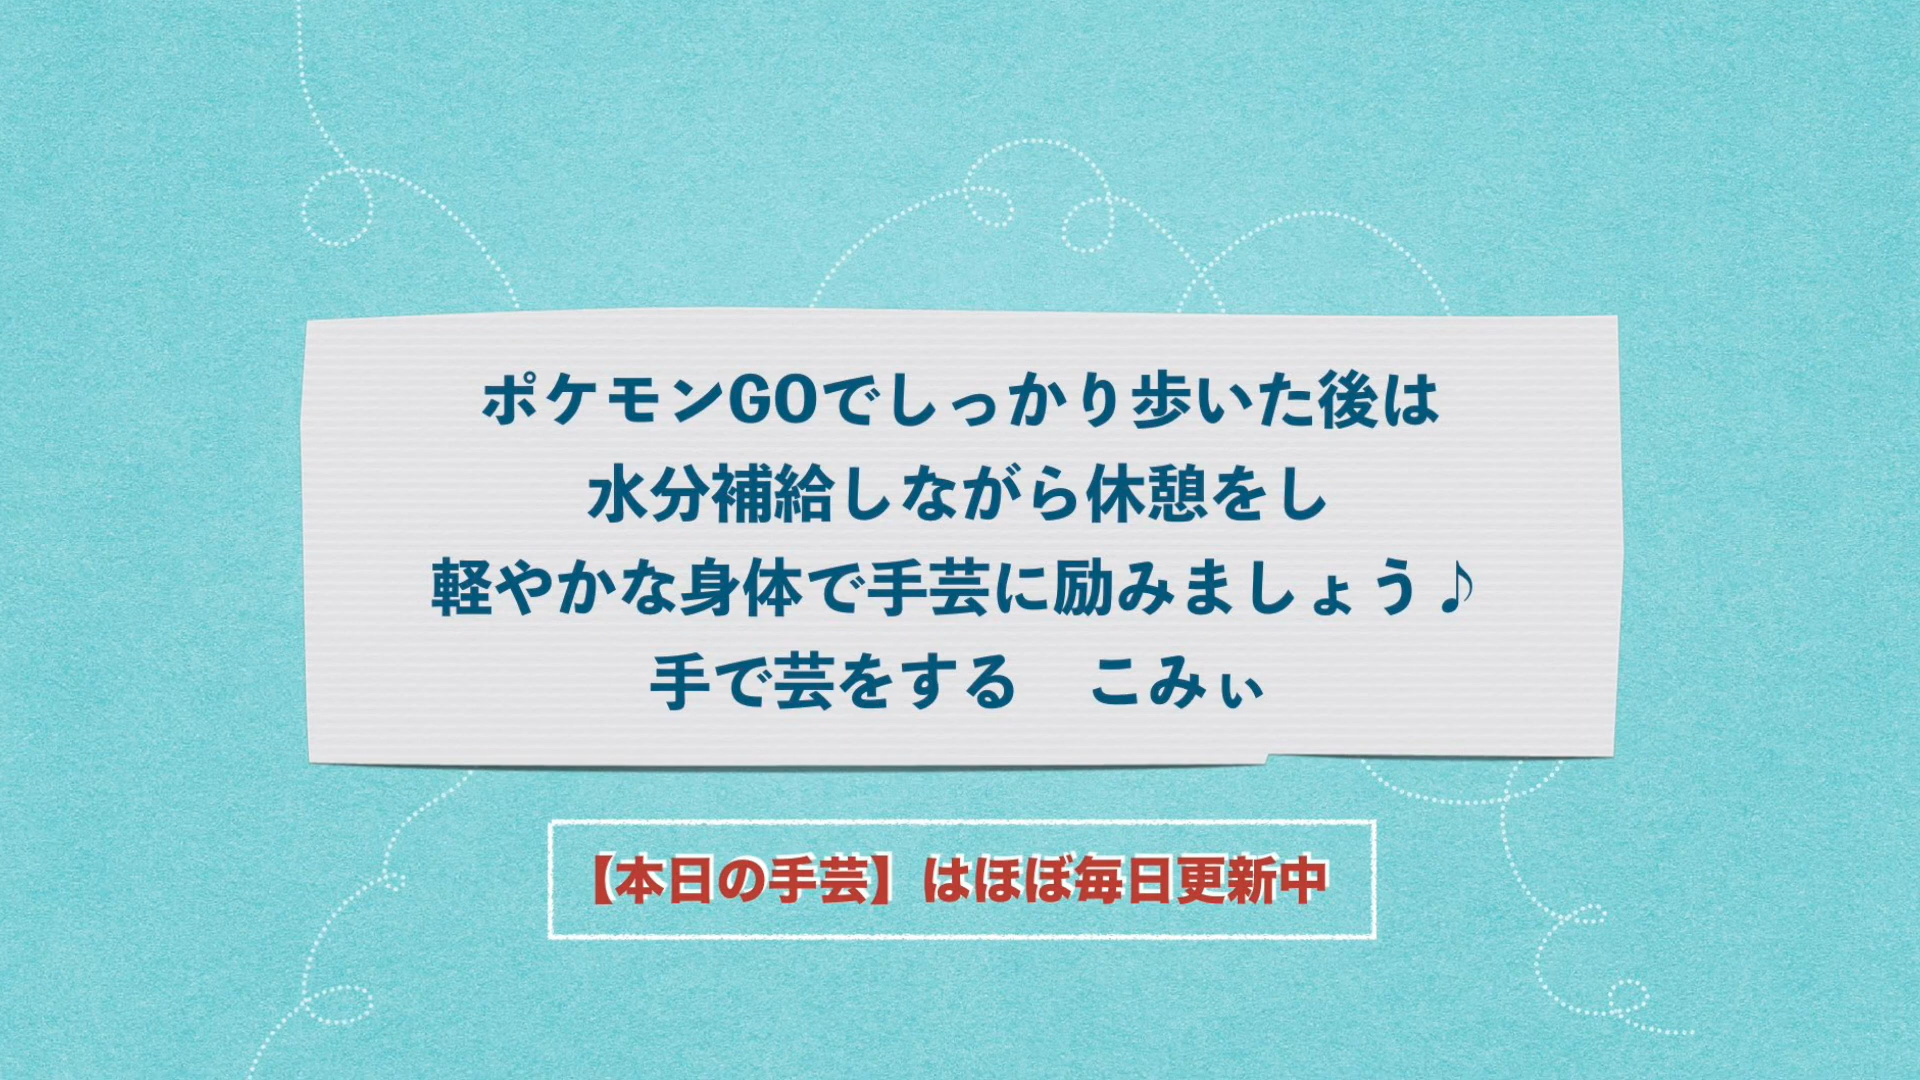 ポケモンGOでしっかり歩いた後は
水分補給しながら休憩をし
軽やかな身体で手芸に励みましょう♪
手で芸をする　こみぃ
【本日の手芸】はほぼ毎日更新中